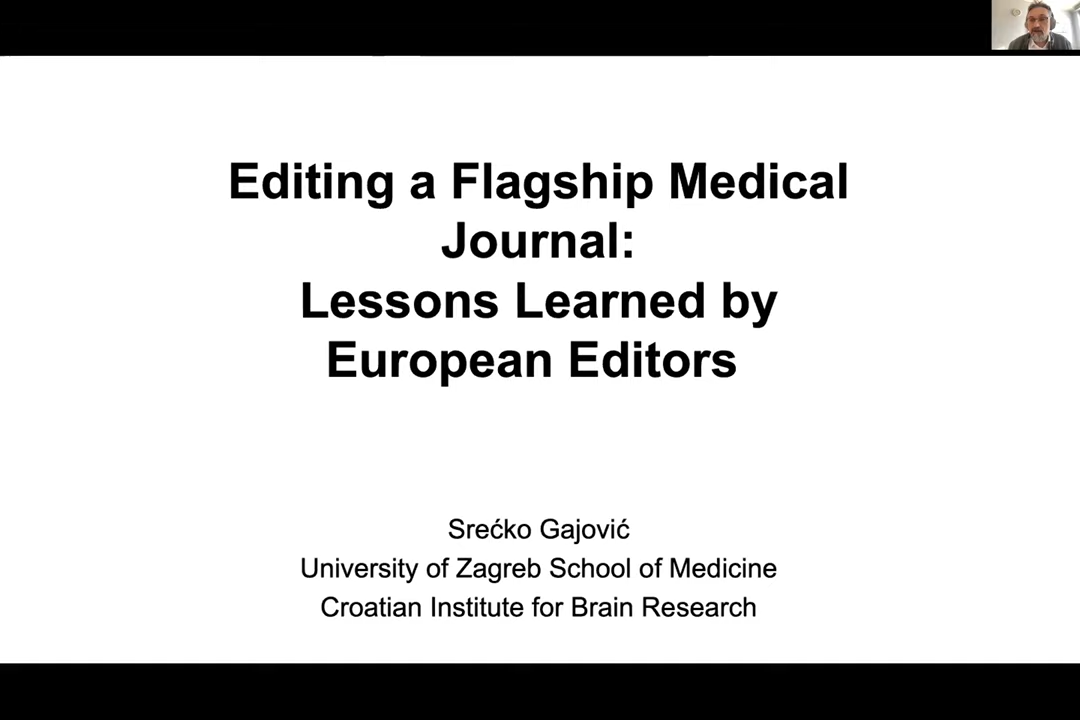 Editing a Flagship Medical
Journal:
Lessons Learned by
European Editors
Srećko Gajović
University of Zagreb School of Medicine
Croatian Institute for Brain Research